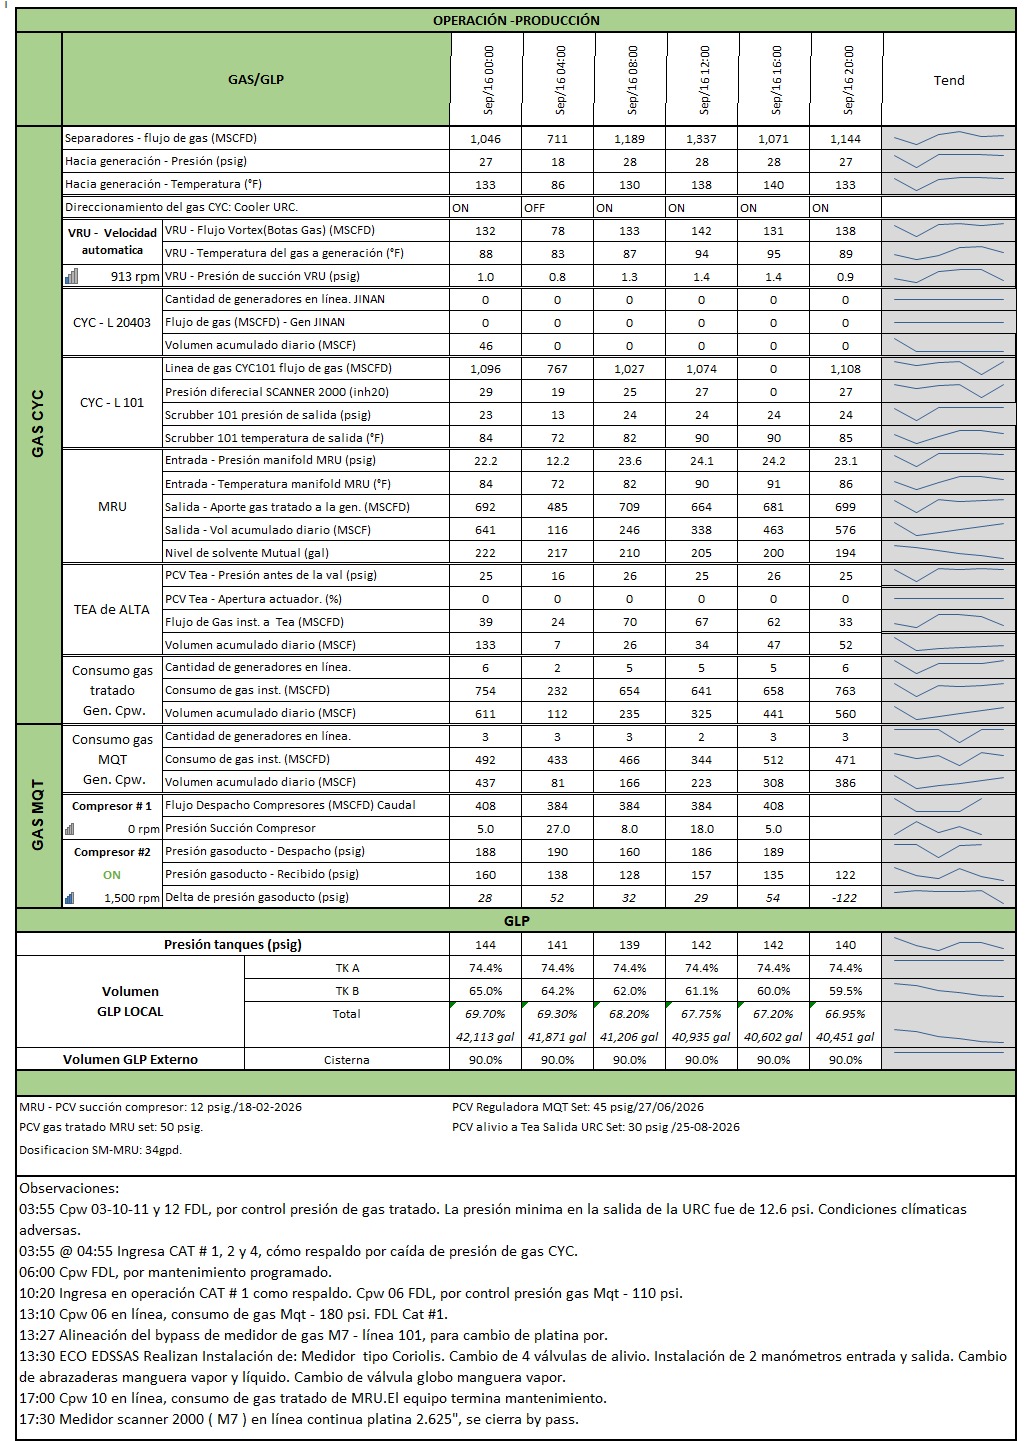 OPERACIÓN -PRODUCCIÓN
GAS/GLP Sep/16 00:00 Sep/16 04:00 Sep/16 08:00 Sep/16 12:00 Sep/16 16:00 Sep/16 20:00 Tend
GAS CYC
Separadores - flujo de gas (MSCFD) 1,046 711 1,189 1,337 1,071 1,144
Hacia generación - Presión (psig) 27 18 28 28 28 27
Hacia generación - Temperatura (°F) 133 86 130 138 140 133
Direccionamiento del gas CYC: Cooler URC. ON OFF ON ON ON ON
VRU - Velocidad automatica
913 rpm
VRU - Flujo Vortex(Botas Gas) (MSCFD) 132 78 133 142 131 138
VRU - Temperatura del gas a generación (°F) 88 83 87 94 95 89
VRU - Presión de succión VRU (psig) 1.0 0.8 1.3 1.4 1.4 0.9
CYC - L 20403
Cantidad de generadores en línea. JINAN 0 0 0 0 0 0
Flujo de gas (MSCFD) - Gen JINAN 0 0 0 0 0 0
Volumen acumulado diario (MSCF) 46 0 0 0 0 0
CYC - L 101
Linea de gas CYC101 flujo de gas (MSCFD) 1,096 767 1,027 1,074 0 1,108
Presión diferecial SCANNER 2000 (inh20) 29 19 25 27 0 27
Scrubber 101 presión de salida (psig) 23 13 24 24 24 24
Scrubber 101 temperatura de salida (°F) 84 72 82 90 90 85
MRU
Entrada - Presión manifold MRU (psig) 22.2 12.2 23.6 24.1 24.2 23.1
Entrada - Temperatura manifold MRU (°F) 84 72 82 90 91 86
Salida - Aporte gas tratado a la gen. (MSCFD) 692 485 709 664 681 699
Salida - Vol acumulado diario (MSCF) 641 116 246 338 463 576
Nivel de solvente Mutual (gal) 222 217 210 205 200 194
TEA de ALTA
PCV Tea - Presión antes de la val (psig) 25 16 26 25 26 25
PCV Tea - Apertura actuador. (%) 0 0 0 0 0 0
Flujo de Gas inst. a Tea (MSCFD) 39 24 70 67 62 33
Volumen acumulado diario (MSCF) 133 7 26 34 47 52
Consumo gas tratado Gen. Cpw.
Cantidad de generadores en línea. 6 2 5 5 5 6
Consumo de gas inst. (MSCFD) 754 232 654 641 658 763
Volumen acumulado diario (MSCF) 611 112 235 325 441 560
GAS MQT
Consumo gas MQT Gen. Cpw.
Cantidad de generadores en línea. 3 3 3 2 3 3
Consumo de gas inst. (MSCFD) 492 433 466 344 512 471
Volumen acumulado diario (MSCF) 437 81 166 223 308 386
Compresor # 1
0 rpm
Flujo Despacho Compresores (MSCFD) Caudal 408 384 384 384 408
Presión Succión Compresor 5.0 27.0 8.0 18.0 5.0
Compresor #2
ON
1,500 rpm
Presión gasoducto - Despacho (psig) 188 190 160 186 189
Presión gasoducto - Recibido (psig) 160 138 128 157 135 122
Delta de presión gasoducto (psig) 28 52 32 29 54 -122
GLP
Presión tanques (psig) 144 141 139 142 142 140
Volumen GLP LOCAL
TK A 74.4% 74.4% 74.4% 74.4% 74.4% 74.4%
TK B 65.0% 64.2% 62.0% 61.1% 60.0% 59.5%
Total 69.70% 69.30% 68.20% 67.75% 67.20% 66.95%
42,113 gal 41,871 gal 41,206 gal 40,935 gal 40,602 gal 40,451 gal
Volumen GLP Externo Cisterna 90.0% 90.0% 90.0% 90.0% 90.0% 90.0%
MRU - PCV succión compresor: 12 psig./18-02-2026 PCV Reguladora MQT Set: 45 psig/27/06/2026
PCV gas tratado MRU set: 50 psig. PCV alivio a Tea Salida URC Set: 30 psig /25-08-2026
Dosificacion SM-MRU: 34gpd.
Observaciones:
03:55 Cpw 03-10-11 y 12 FDL, por control presión de gas tratado. La presión minima en la salida de la URC fue de 12.6 psi. Condiciones clímaticas
adversas.
03:55 @ 04:55 Ingresa CAT # 1, 2 y 4, cómo respaldo por caída de presión de gas CYC.
06:00 Cpw FDL, por mantenimiento programado.
10:20 Ingresa en operación CAT # 1 como respaldo. Cpw 06 FDL, por control presión gas Mqt - 110 psi.
13:10 Cpw 06 en línea, consumo de gas Mqt - 180 psi. FDL Cat #1.
13:27 Alineación del bypass de medidor de gas M7 - línea 101, para cambio de platina por.
13:30 ECO EDSSAS Realizan Instalación de: Medidor tipo Coriolis. Cambio de 4 válvulas de alivio. Instalación de 2 manómetros entrada y salida. Cambio
de abrazaderas manguera vapor y líquido. Cambio de válvula globo manguera vapor.
17:00 Cpw 10 en línea, consumo de gas tratado de MRU.El equipo termina mantenimiento.
17:30 Medidor scanner 2000 ( M7 ) en línea continua platina 2.625", se cierra by pass.